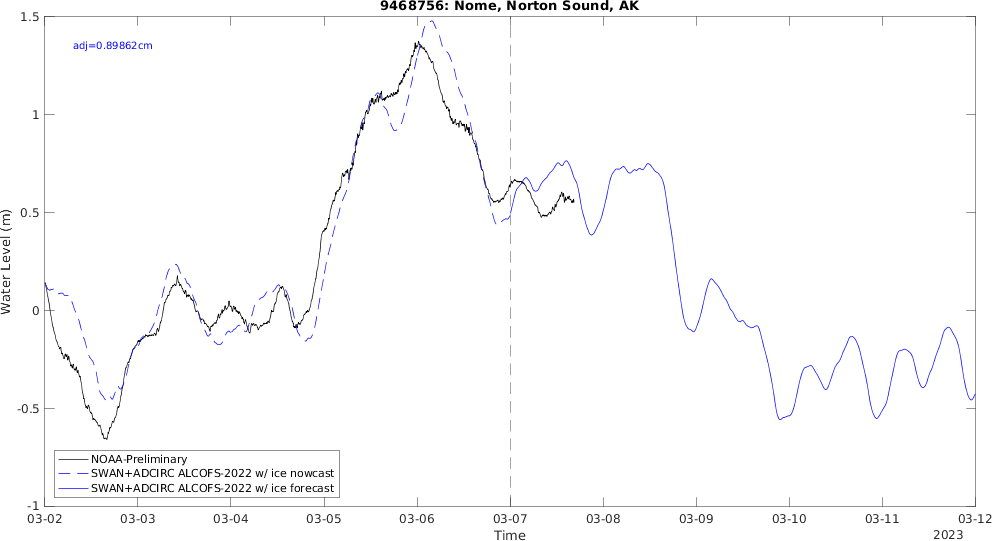 9468756: Nome, Norton Sound, AK
adj=0.89862cm
1.5
1
0.5
0
-0.5
-1
Water Level (m)
NOAA-Preliminary
SWAN+ADCIRC ALCOFS-2022 w/ ice nowcast
SWAN+ADCIRC ALCOFS-2022 w/ ice forecast
03-02 03-03 03-04 03-05 03-06 03-07 03-08 03-09 03-10 03-11 03-12
Time
2023